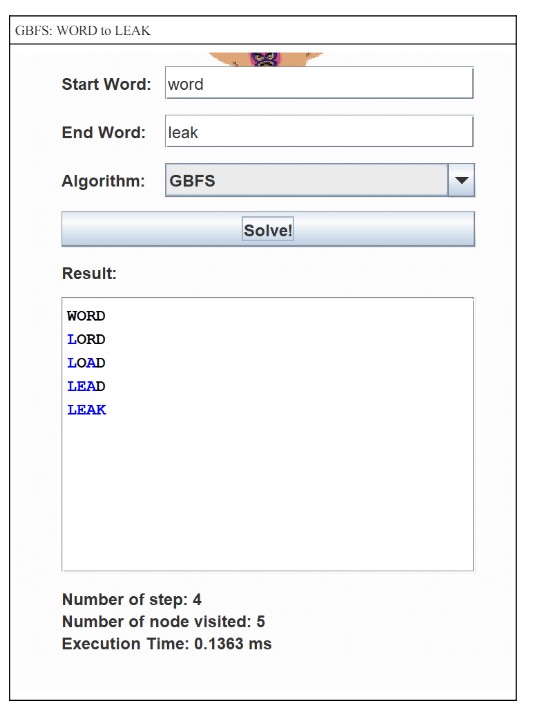 GBFS: WORD to LEAK
Start Word: word
End Word: leak
Algorithm: GBFS
Solve!
Result:
WORD
LORD
LOAD
LEAD
LEAK
Number of step: 4
Number of node visited: 5
Execution Time: 0.1363 ms